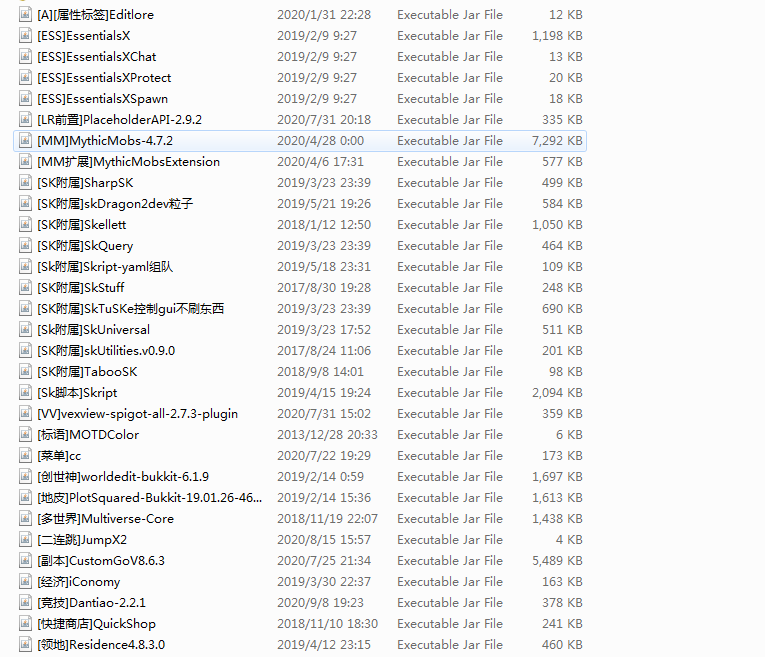 [A][属性标签]Editlore 2020/1/31 22:28 Executable Jar File 12 KB
[ESS]EssentialsX 2019/2/9 9:27 Executable Jar File 1,198 KB
[ESS]EssentialsXChat 2019/2/9 9:27 Executable Jar File 13 KB
[ESS]EssentialsXProtect 2019/2/9 9:27 Executable Jar File 20 KB
[ESS]EssentialsXSpawn 2019/2/9 9:27 Executable Jar File 18 KB
[LR前置]PlaceholderAPI-2.9.2 2020/7/31 20:18 Executable Jar File 335 KB
[MM]MythicMobs-4.7.2 2020/4/28 0:00 Executable Jar File 7,292 KB
[MM扩展]MythicMobsExtension 2020/4/6 17:31 Executable Jar File 577 KB
[SK附属]SharpSK 2019/3/23 23:39 Executable Jar File 499 KB
[SK附属]skDragon2dev粒子 2019/5/21 19:26 Executable Jar File 584 KB
[SK附属]Skellett 2018/1/12 12:50 Executable Jar File 1,050 KB
[SK附属]SkQuery 2019/3/23 23:39 Executable Jar File 464 KB
[Sk附属]Skript-yaml组队 2019/5/18 23:31 Executable Jar File 109 KB
[SK附属]SkStuff 2017/8/30 19:28 Executable Jar File 248 KB
[SK附属]SkTuSKe控制gui不刷东西 2019/3/23 23:39 Executable Jar File 690 KB
[Sk附属]SkUniversal 2019/3/23 17:52 Executable Jar File 511 KB
[SK附属]skUtilities.v0.9.0 2017/8/24 11:06 Executable Jar File 201 KB
[SK附属]TabooSK 2018/9/8 14:01 Executable Jar File 98 KB
[Sk脚本]Skript 2019/4/15 19:24 Executable Jar File 2,094 KB
[VV]vexview-spigot-all-2.7.3-plugin 2020/7/31 15:02 Executable Jar File 359 KB
[标语]MOTDColor 2013/12/28 20:33 Executable Jar File 6 KB
[菜单]cc 2020/7/22 19:29 Executable Jar File 173 KB
[创世神]worldedit-bukkit-6.1.9 2019/2/14 0:59 Executable Jar File 1,697 KB
[地皮]PlotSquared-Bukkit-19.01.26-46... 2019/2/14 15:36 Executable Jar File 1,613 KB
[多世界]Multiverse-Core 2018/11/19 22:07 Executable Jar File 1,438 KB
[二连跳]JumpX2 2020/8/15 15:57 Executable Jar File 4 KB
[副本]CustomGoV8.6.3 2020/7/25 21:34 Executable Jar File 5,489 KB
[经济]iConomy 2019/3/30 22:37 Executable Jar File 163 KB
[竞技]Dantiao-2.2.1 2020/9/8 19:23 Executable Jar File 378 KB
[快捷商店]QuickShop 2018/11/10 18:30 Executable Jar File 241 KB
[领地]Residence4.8.3.0 2019/4/12 23:15 Executable Jar File 460 KB